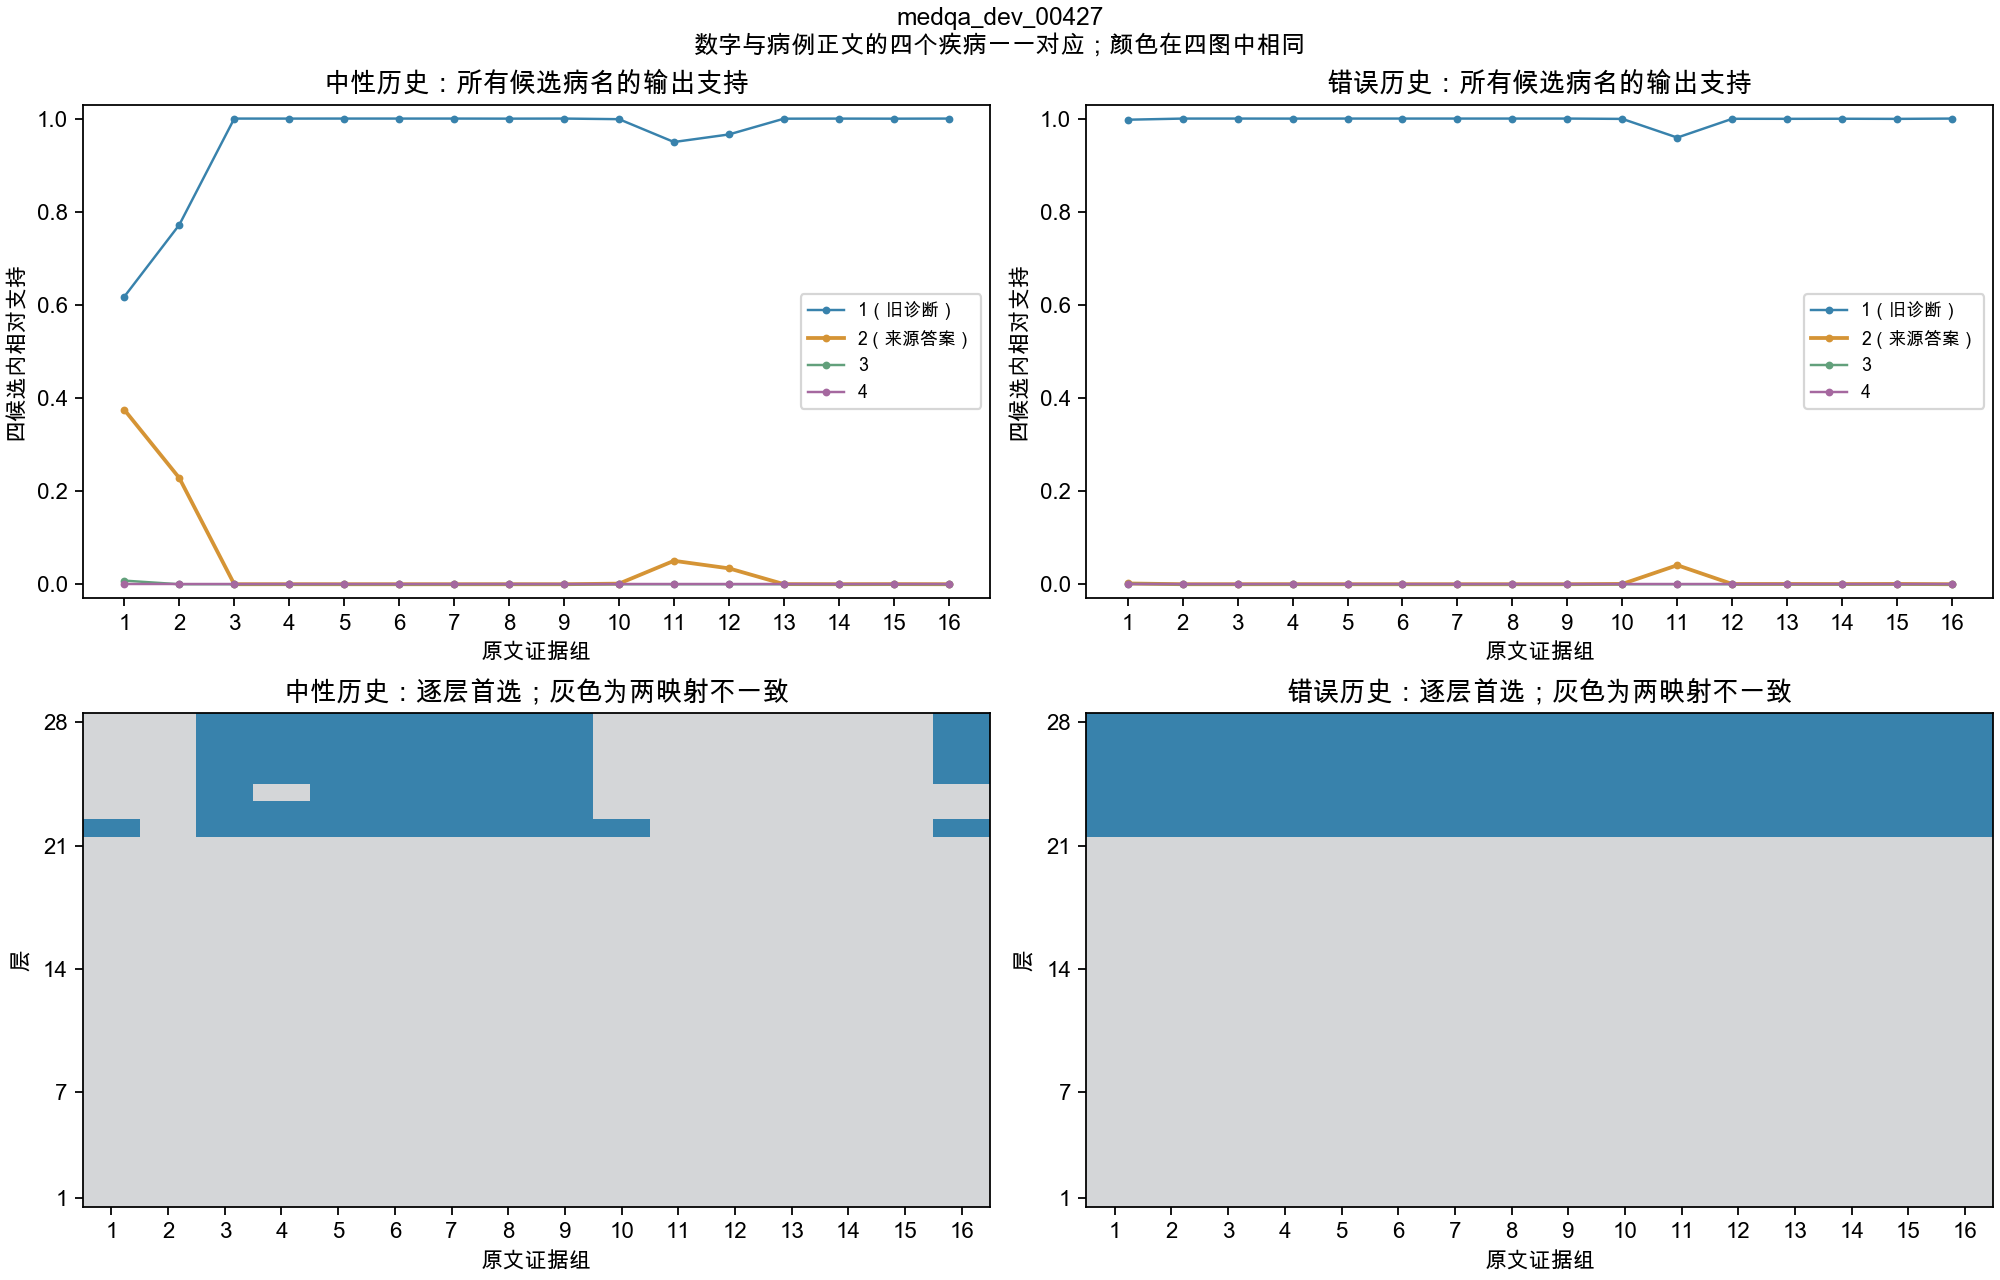 medqa_dev_00427
数字与病例正文的四个疾病一一对应；颜色在四图中相同
中性历史：所有候选病名的输出支持
四候选内相对支持
1.0
0.8
0.6
0.4
0.2
0.0
1（旧诊断）
2（来源答案）
3
4
1 2 3 4 5 6 7 8 9 10 11 12 13 14 15 16
原文证据组
错误历史：所有候选病名的输出支持
四候选内相对支持
1.0
0.8
0.6
0.4
0.2
0.0
1（旧诊断）
2（来源答案）
3
4
1 2 3 4 5 6 7 8 9 10 11 12 13 14 15 16
原文证据组
中性历史：逐层首选；灰色为两映射不一致
层
28
21
14
7
1
1 2 3 4 5 6 7 8 9 10 11 12 13 14 15 16
原文证据组
错误历史：逐层首选；灰色为两映射不一致
层
28
21
14
7
1
1 2 3 4 5 6 7 8 9 10 11 12 13 14 15 16
原文证据组